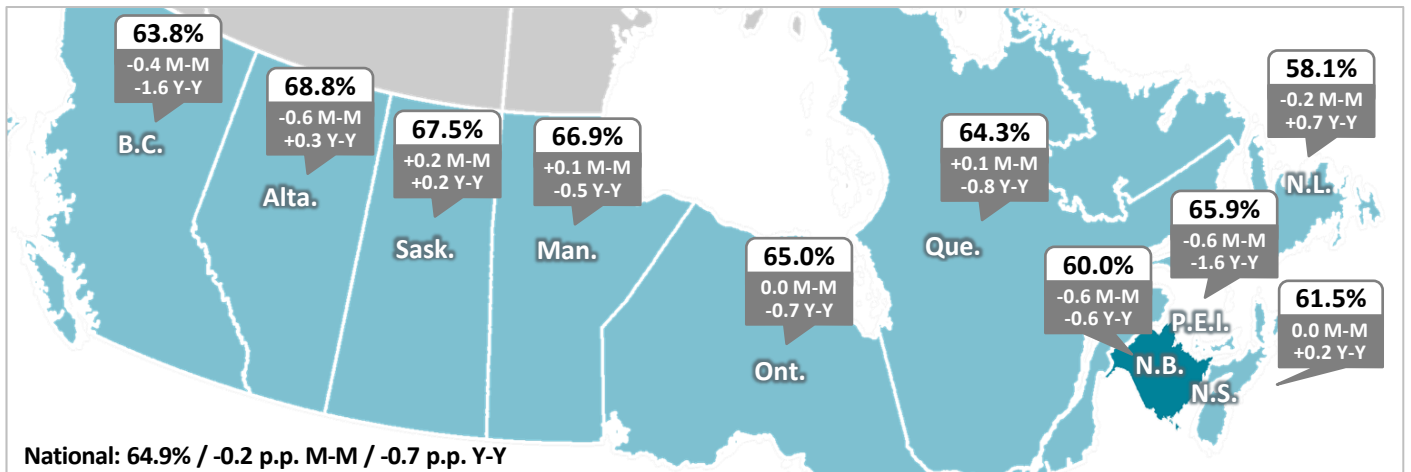 63.8%
-0.4 M-M
-1.6 Y-Y
B.C.
68.8%
-0.6 M-M
+0.3 Y-Y
Alta.
67.5%
+0.2 M-M
+0.2 Y-Y
Sask.
66.9%
+0.1 M-M
-0.5 Y-Y
Man.
65.0%
0.0 M-M
-0.7 Y-Y
Ont.
64.3%
+0.1 M-M
-0.8 Y-Y
Que.
58.1%
-0.2 M-M
+0.7 Y-Y
N.L.
65.9%
-0.6 M-M
-1.6 Y-Y
P.E.I.
60.0%
-0.6 M-M
-0.6 Y-Y
N.B.
61.5%
0.0 M-M
+0.2 Y-Y
N.S.
National: 64.9% / -0.2 p.p. M-M / -0.7 p.p. Y-Y